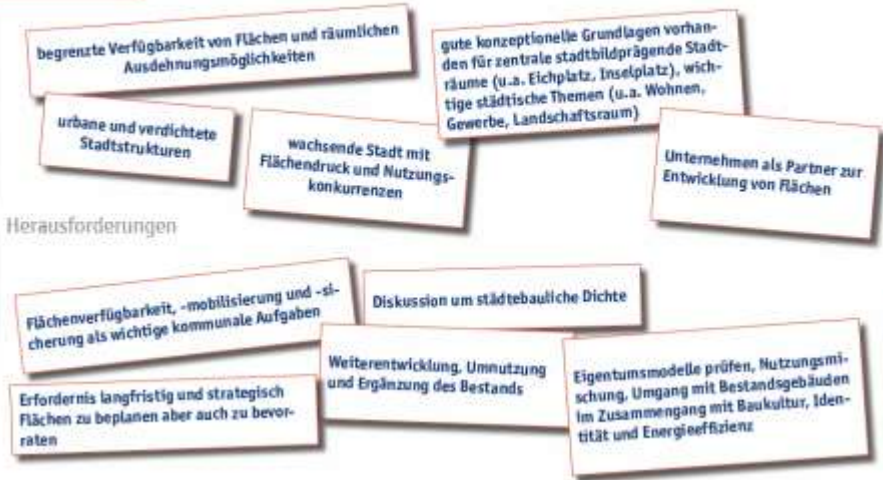 begrenzte Verfügbarkeit von Flächen und räumlichen
Ausdehnungsmöglichkeiten
gute konzeptionelle Grundlagen vorhan-
den für zentrale stadtbildprägende Stadt-
räume (u.a. Eichplatz, Inselplatz), wich-
tige städtische Themen (u.a. Wohnen,
Gewerbe, Landschaftsraum)
urbane und verdichtete
Stadtstrukturen
wachsende Stadt mit
Flächendruck und Nutzungs-
konkurrenzen
Unternehmen als Partner zur
Entwicklung von Flächen
Herausforderungen
Flächenverfügbarkeit, -mobilisierung und -si-
cherung als wichtige kommunale Aufgaben
Diskussion um städtebauliche Dichte
Weiterentwicklung, Umnutzung
und Ergänzung des Bestands
Eigentumsmodelle prüfen, Nutzungsmi-
schung, Umgang mit Bestandsgebäuden
im Zusammengang mit Baukultur, Iden-
tität und Energieeffizienz
Erfordernis langfristig und strategisch
Flächen zu beplanen aber auch zu bevor-
raten